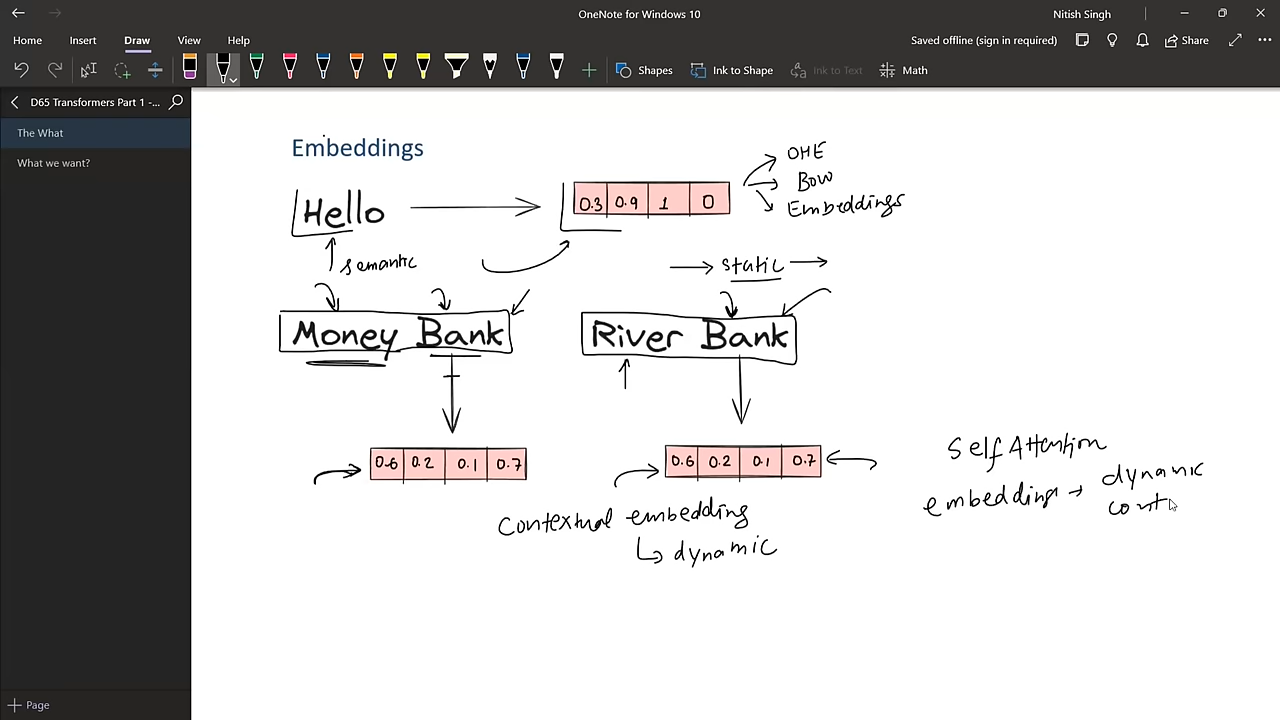 OneNote for Windows 10
Nitish Singh
Home Insert Draw View Help
Saved offline (sign in required)
Share
Shapes
Ink to Shape
Ink to Text
Math
D65 Transformers Part 1 -...
The What
What we want?
Page
Embeddings
Hello
0.3 0.9 1 0
OHE
BOW
Embeddings
semantic
static
Money Bank
River Bank
0.6 0.2 0.1 0.7
0.6 0.2 0.1 0.7
Contextual embedding
dynamic
Self Attention
embeddings → dynamic
cont